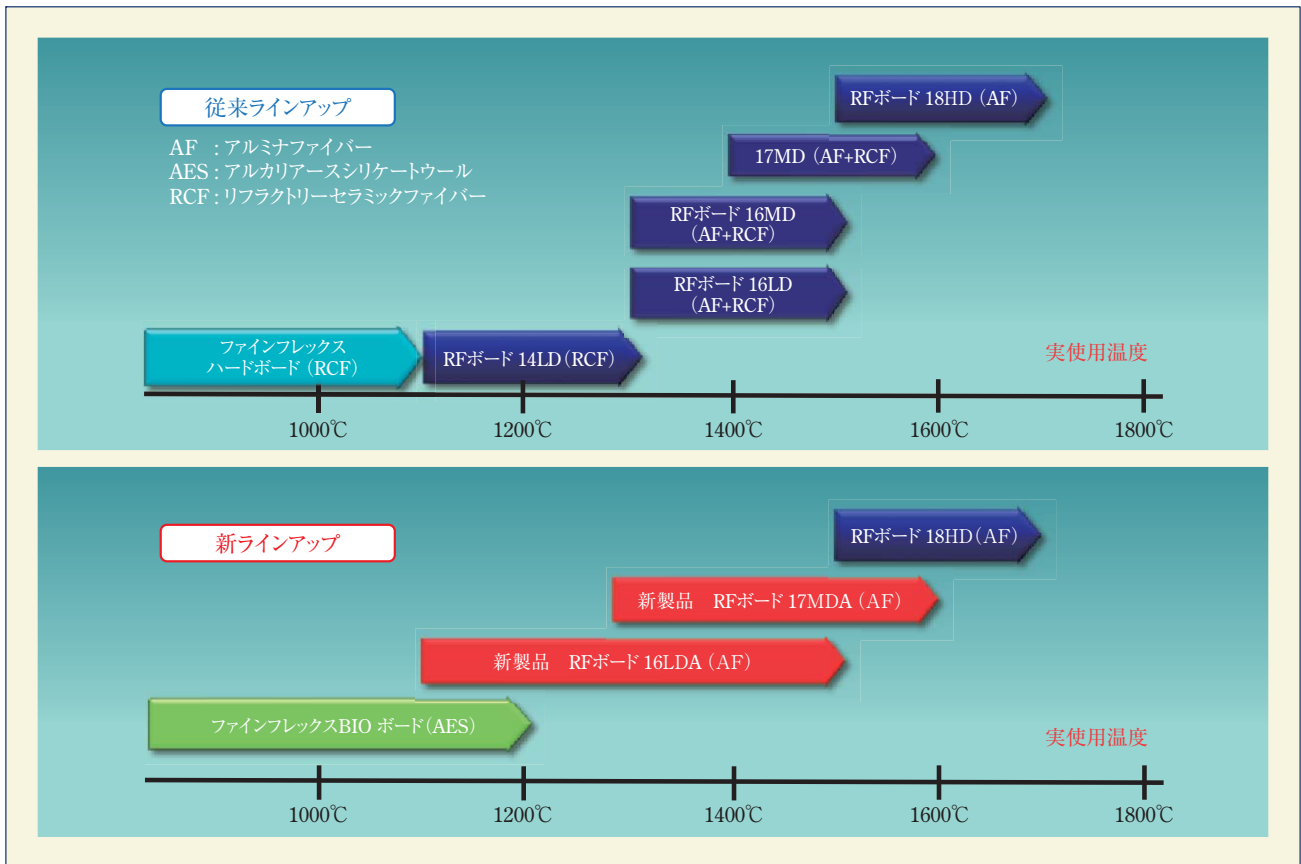 従来ラインアップ
AF ：アルミナファイバー
AES：アルカリアースシリケートウール
RCF：リフラクトリーセラミックファイバー
RFボード 18HD（AF）
17MD（AF+RCF）
RFボード 16MD
（AF+RCF）
RFボード 16LD
（AF+RCF）
ファインフレックス
ハードボード（RCF）
RFボード 14LD（RCF）
実使用温度
1000℃ 1200℃ 1400℃ 1600℃ 1800℃
新ラインアップ
RFボード 18HD（AF）
新製品　RFボード 17MDA（AF）
新製品　RFボード 16LDA（AF）
ファインフレックスBIO ボード（AES）
実使用温度
1000℃ 1200℃ 1400℃ 1600℃ 1800℃